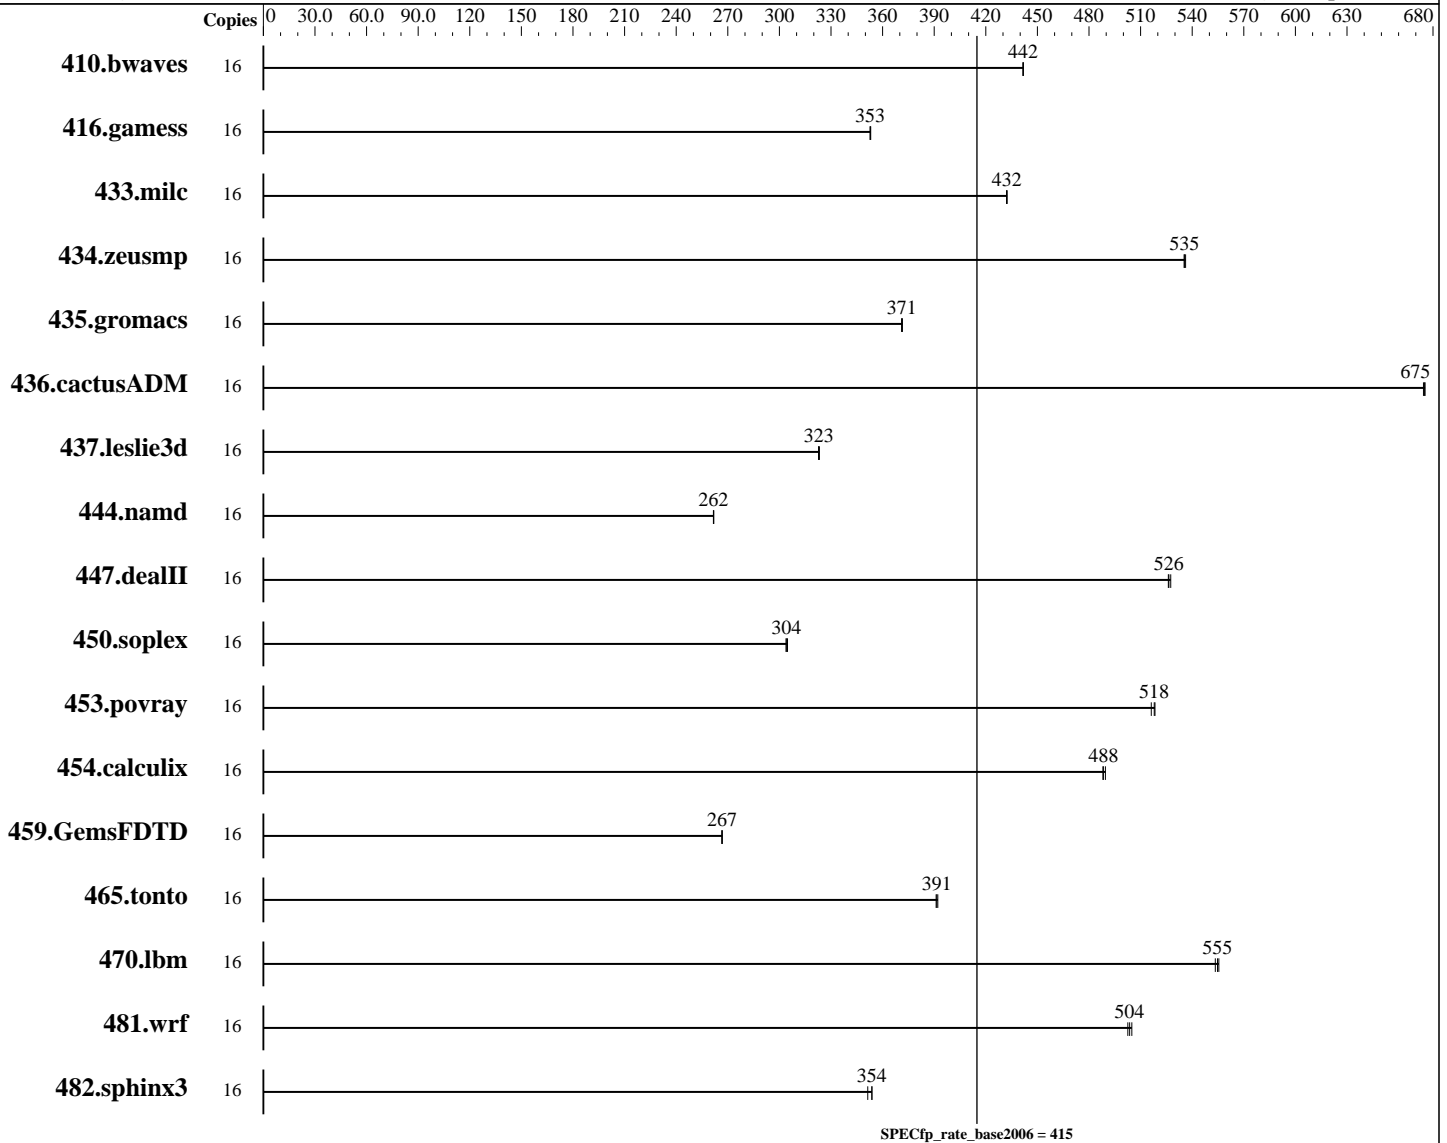 Copies 0 30.0 60.0 90.0 120 150 180 210 240 270 300 330 360 390 420 450 480 510 540 570 600 630 680
410.bwaves 16 442
416.gamess 16 353
433.milc 16 432
434.zeusmp 16 535
435.gromacs 16 371
436.cactusADM 16 675
437.leslie3d 16 323
444.namd 16 262
447.dealII 16 526
450.soplex 16 304
453.povray 16 518
454.calculix 16 488
459.GemsFDTD 16 267
465.tonto 16 391
470.lbm 16 555
481.wrf 16 504
482.sphinx3 16 354
SPECfp_rate_base2006 = 415